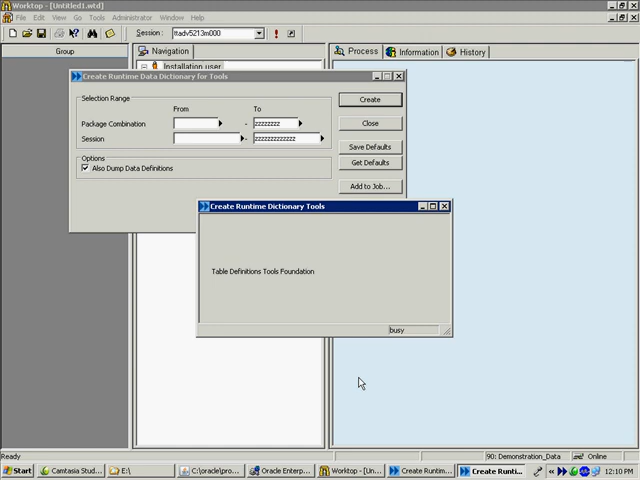 Worktop - [Untitled1.wtd]
File Edit View Go Tools Administrator Window Help
Session : ttadv5213m000
Group
Navigation
Process
Information
History
Installation user
Create Runtime Data Dictionary for Tools
Selection Range
From To
Package Combination - zzzzzzzz
Session - zzzzzzzzzzzzz
Options
Also Dump Data Definitions
Create
Close
Save Defaults
Get Defaults
Add to Job...
Create Runtime Dictionary Tools
Table Definitions Tools Foundation
busy
Ready 90: Demonstration_Data Online
Start Camtasia Stud... E:\ C:\oracle\pro... Oracle Enterp... Worktop - [Un... Create Runtim... Create Runti... 12:10 PM